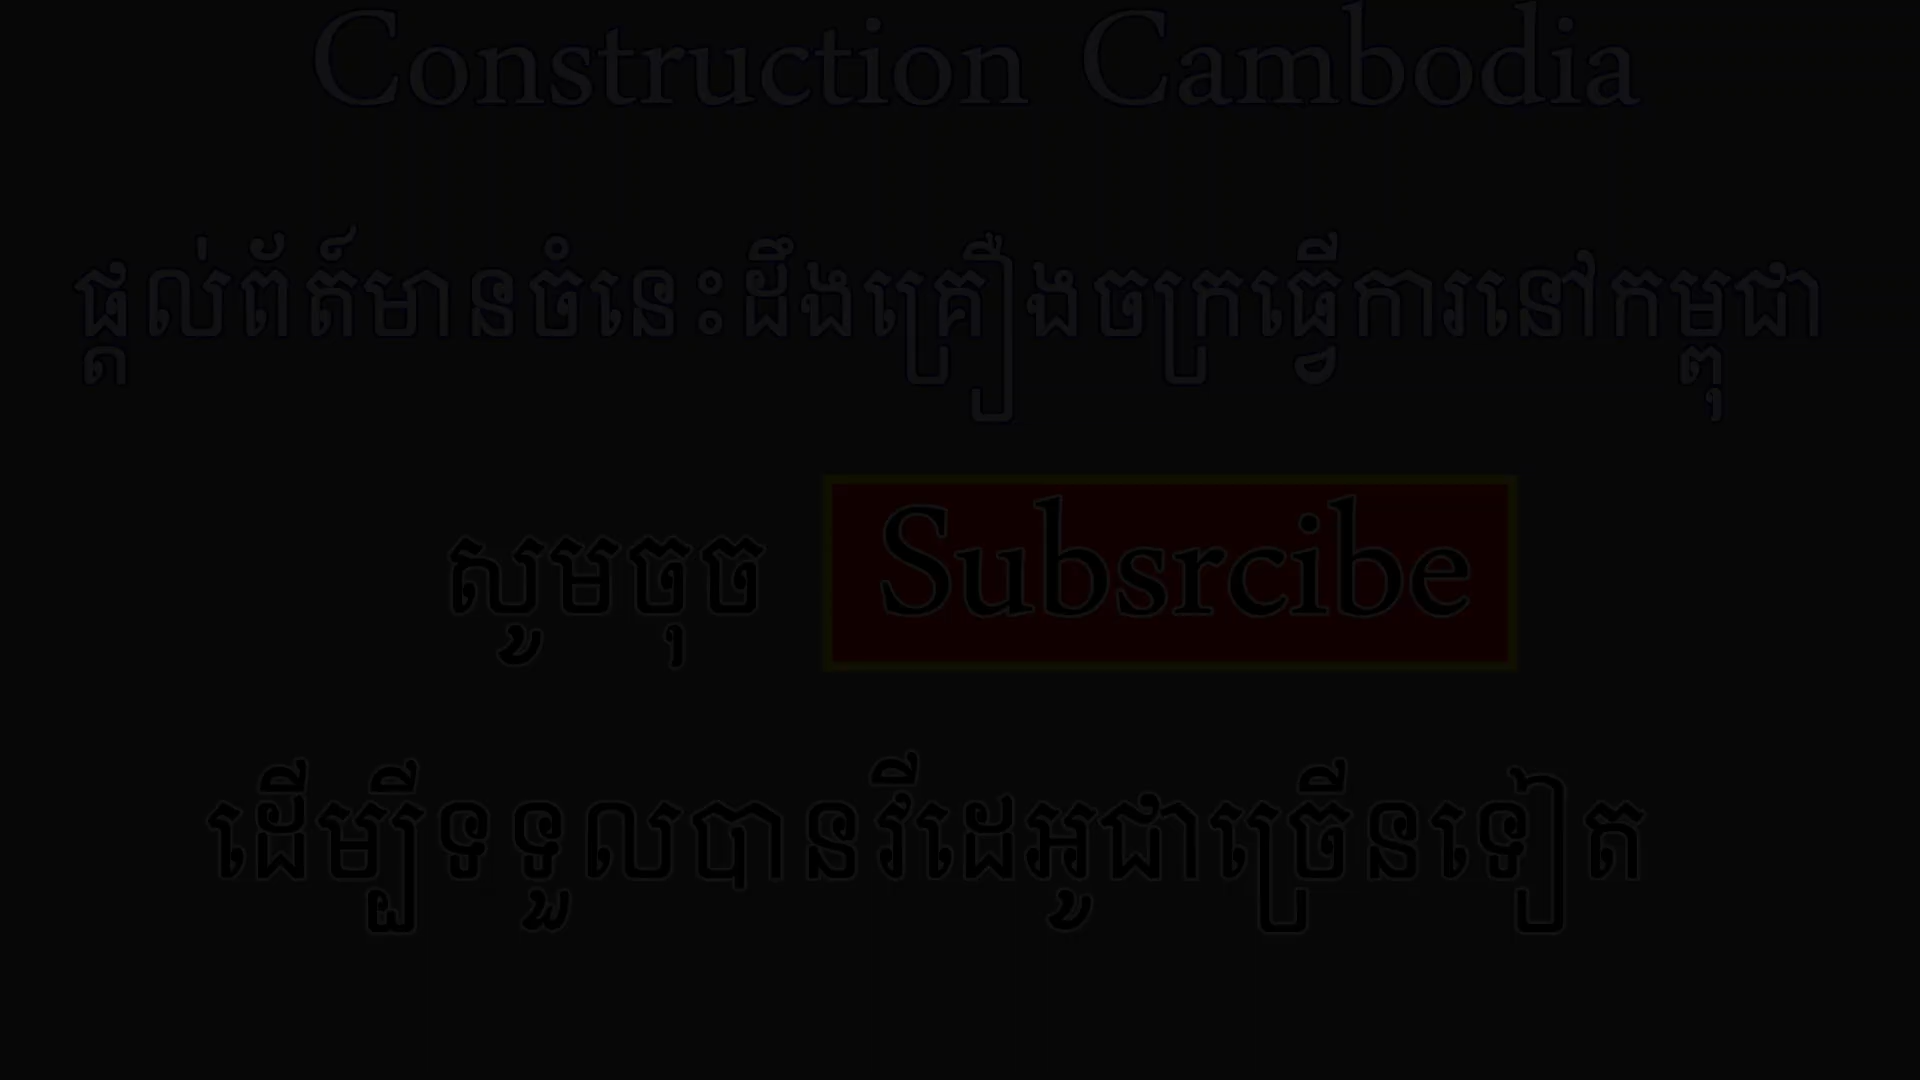 Construction Cambodia
ផ្តល់ព័ត៍មានចំនេះដឹងគ្រឿងចក្រធ្វើការនៅកម្ពុជា
សូមចុច Subsrcibe
ដើម្បីទទួលបានវីដេអូជាច្រើនទៀត